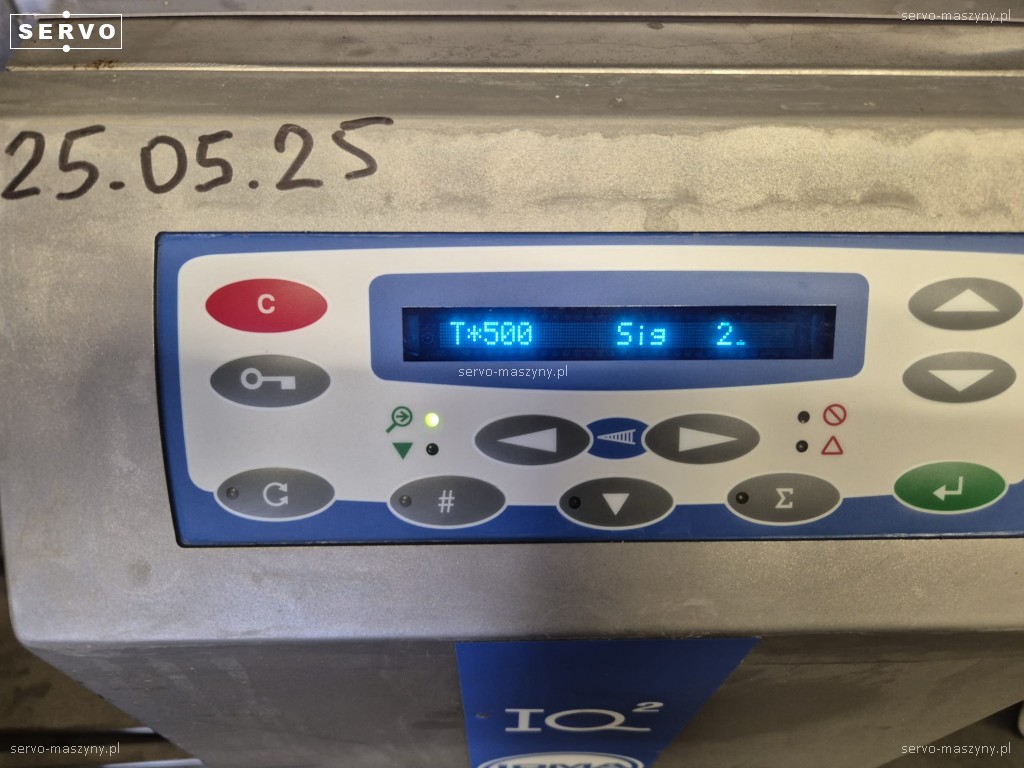 SERVO
servo-maszyny.pl
25.05.25
C
T*500 Sig 2.
servo-maszyny.pl
#
Σ
IQ²
servo-maszyny.pl
servo-maszyny.pl